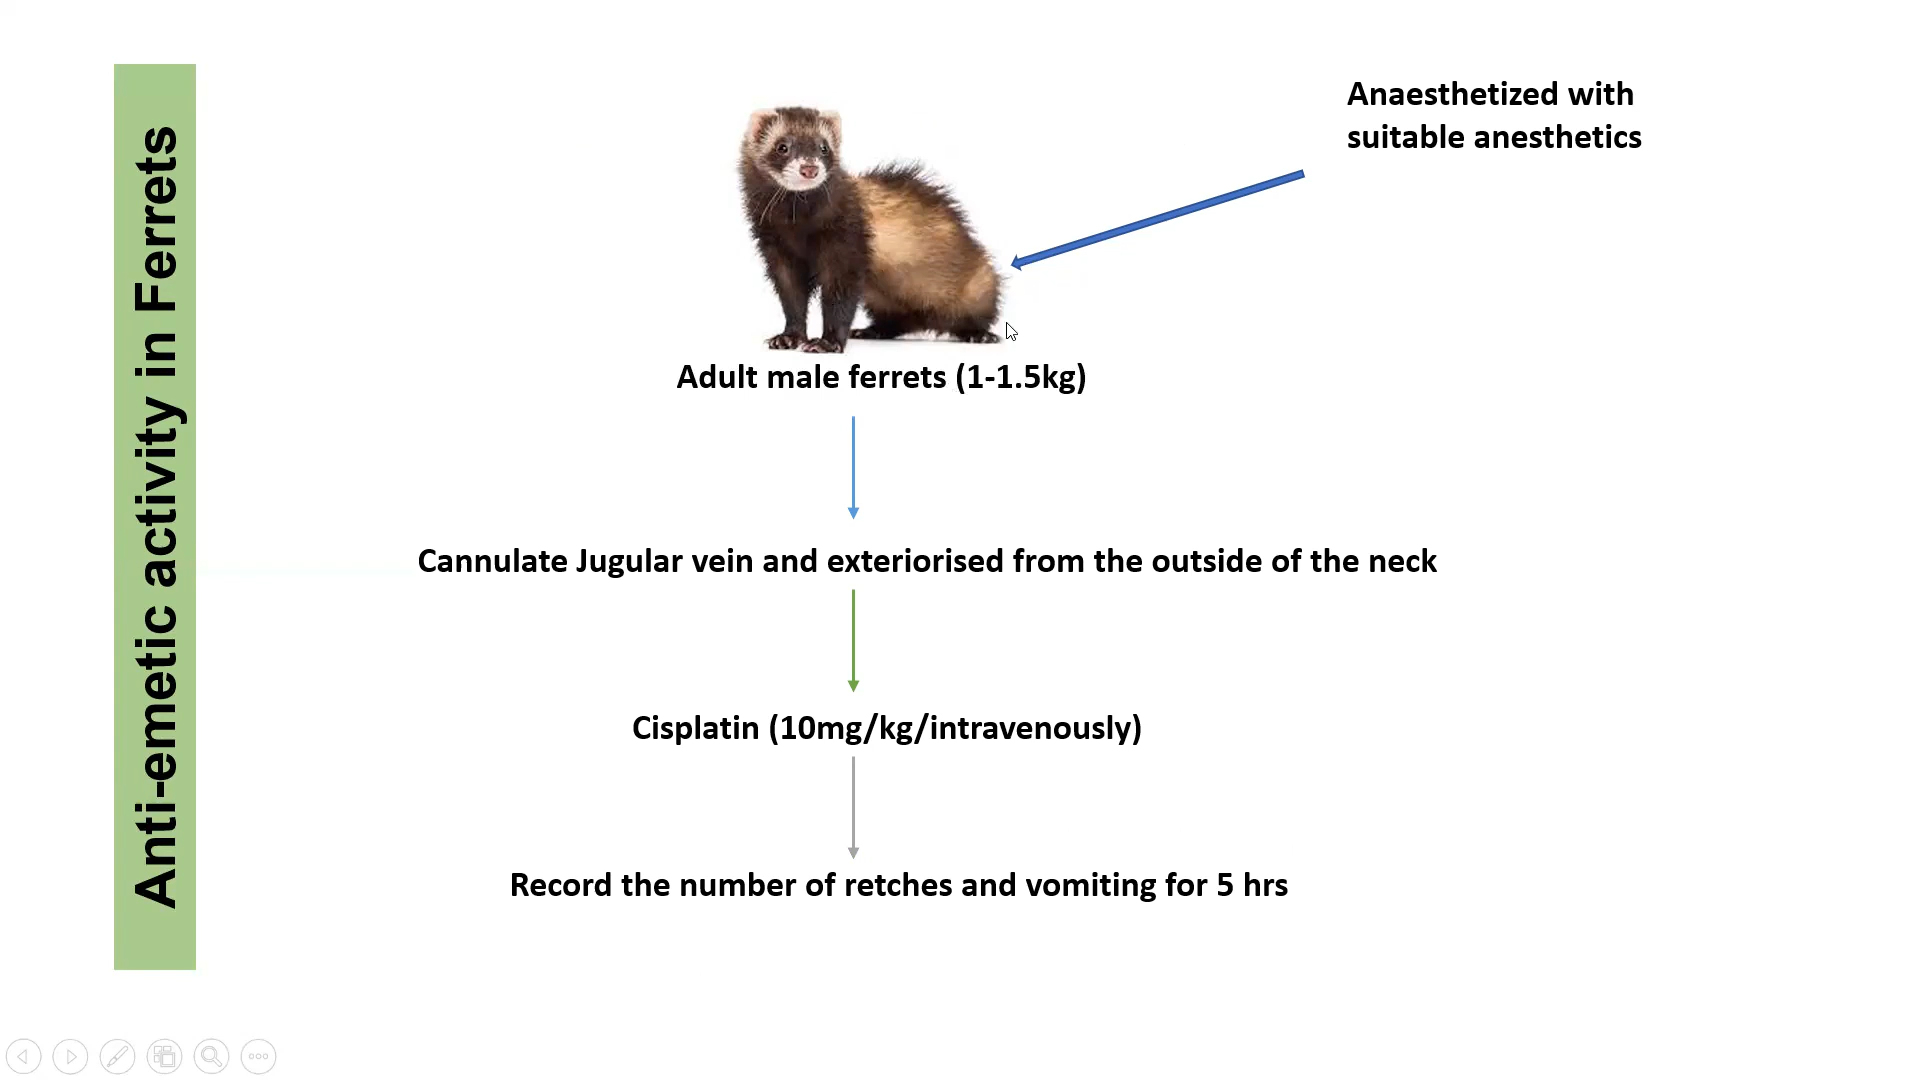 Anti-emetic activity in Ferrets
Anaesthetized with
suitable anesthetics
Adult male ferrets (1-1.5kg)
Cannulate Jugular vein and exteriorised from the outside of the neck
Cisplatin (10mg/kg/intravenously)
Record the number of retches and vomiting for 5 hrs